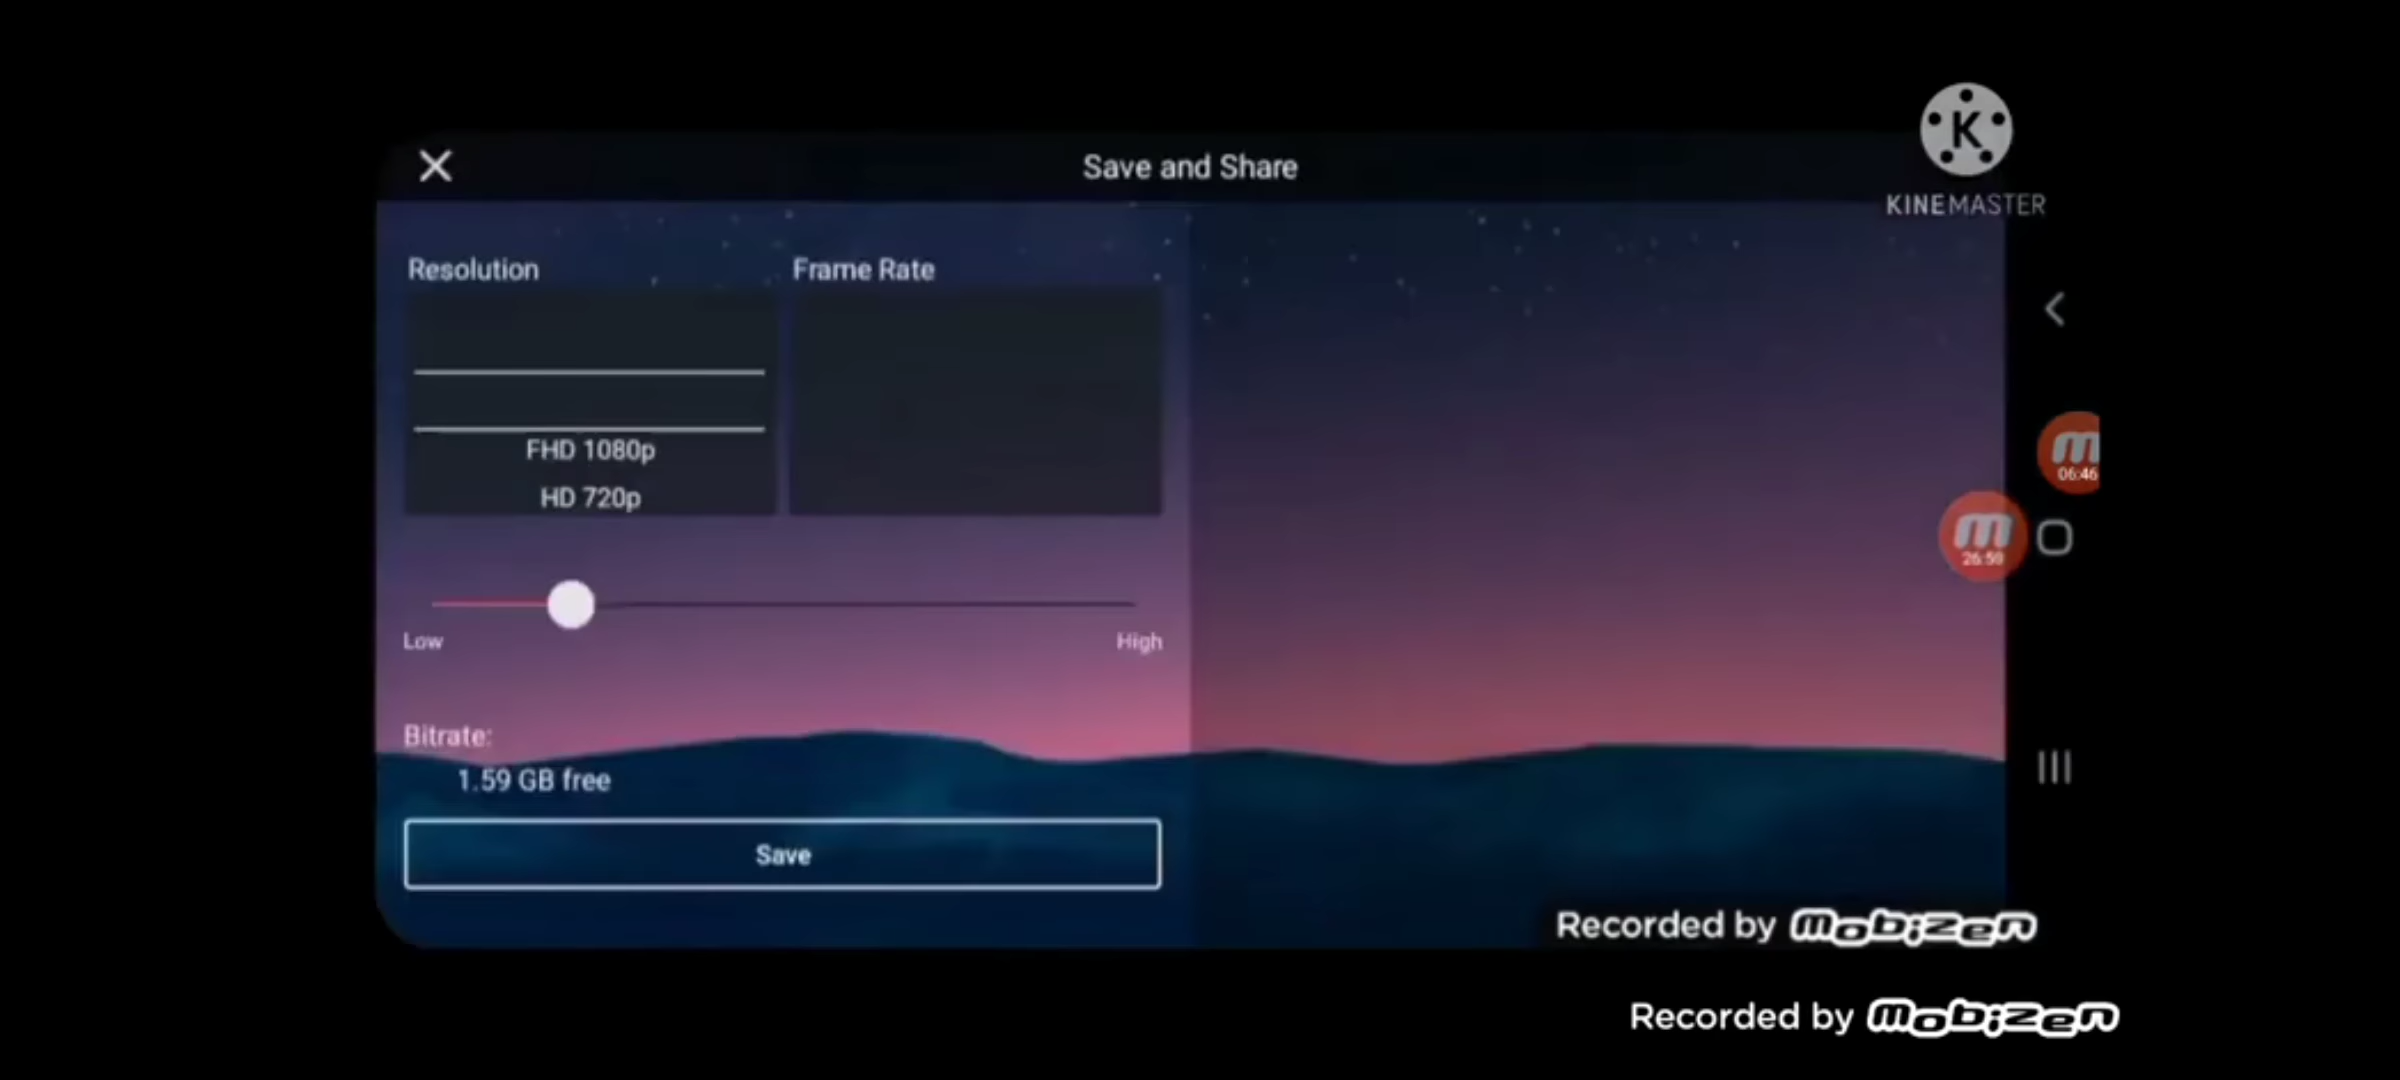 Save and Share
K
KINEMASTER
Resolution
Frame Rate
FHD 1080p
HD 720p
m
06:46
m
26:59
Low
High
Bitrate:
1.59 GB free
Save
Recorded by mobizen
Recorded by mobizen